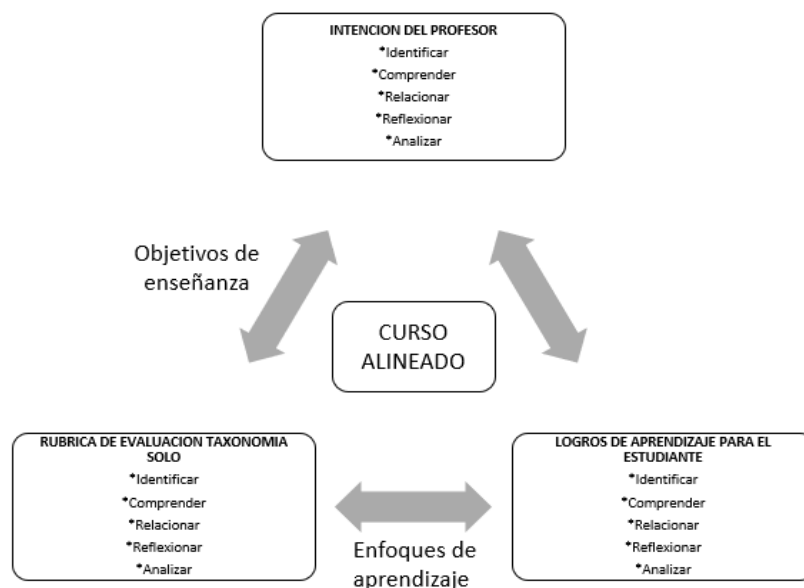 INTENCION DEL PROFESOR
*Identificar
*Comprender
*Relacionar
*Reflexionar
*Analizar
Objetivos de
enseñanza
CURSO
ALINEADO
RUBRICA DE EVALUACION TAXONOMIA
SOLO
*Identificar
*Comprender
*Relacionar
*Reflexionar
*Analizar
LOGROS DE APRENDIZAJE PARA EL
ESTUDIANTE
*Identificar
*Comprender
*Relacionar
*Reflexionar
*Analizar
Enfoques de
aprendizaje